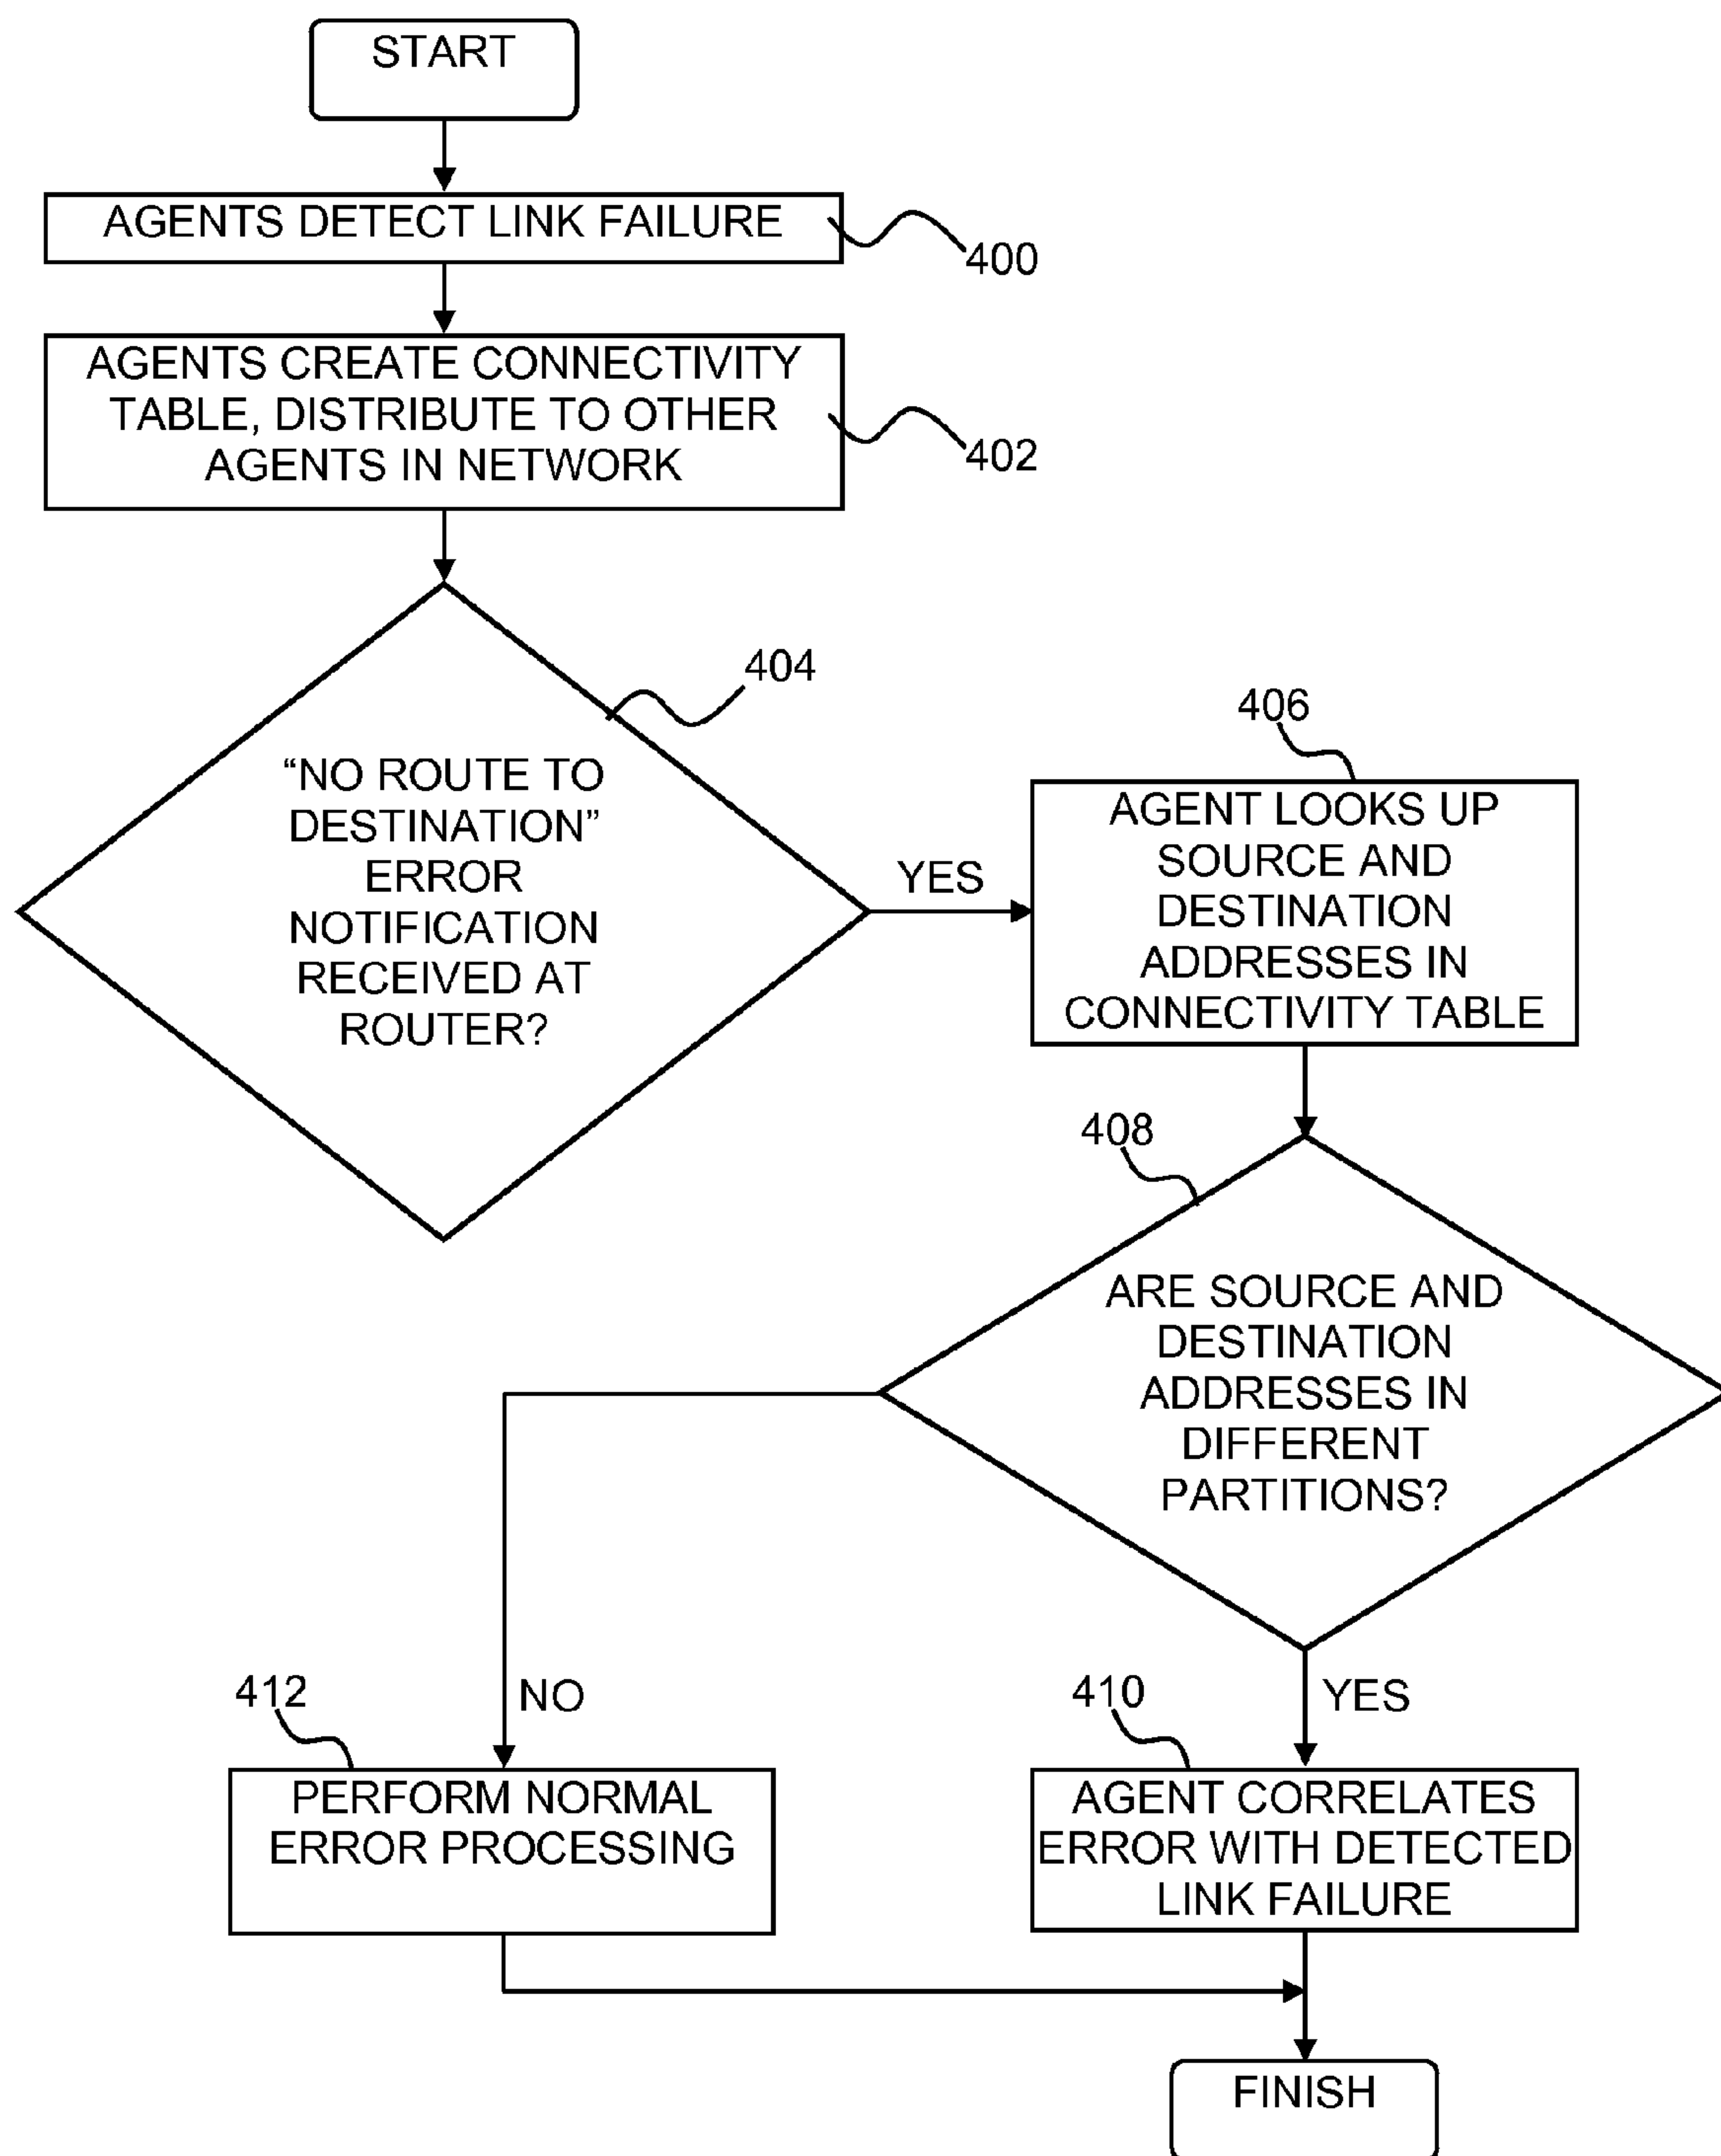 START
AGENTS DETECT LINK FAILURE
400
AGENTS CREATE CONNECTIVITY
TABLE, DISTRIBUTE TO OTHER
AGENTS IN NETWORK
402
404
“NO ROUTE TO
DESTINATION”
ERROR
NOTIFICATION
RECEIVED AT
ROUTER?
YES
406
AGENT LOOKS UP
SOURCE AND
DESTINATION
ADDRESSES IN
CONNECTIVITY TABLE
408
ARE SOURCE AND
DESTINATION
ADDRESSES IN
DIFFERENT
PARTITIONS?
412
NO
PERFORM NORMAL
ERROR PROCESSING
410
YES
AGENT CORRELATES
ERROR WITH DETECTED
LINK FAILURE
FINISH